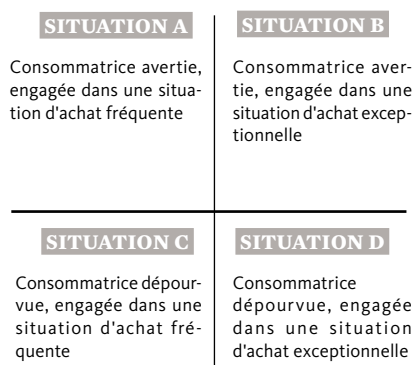 SITUATION A
Consommatrice avertie,
engagée dans une situa-
tion d'achat fréquente
SITUATION B
Consommatrice aver-
tie, engagée dans une
situation d'achat excep-
tionnelle
SITUATION C
Consommatrice dépour-
vue, engagée dans une
situation d'achat fré-
quente
SITUATION D
Consommatrice
dépourvue, engagée
dans une situation
d'achat exceptionnelle